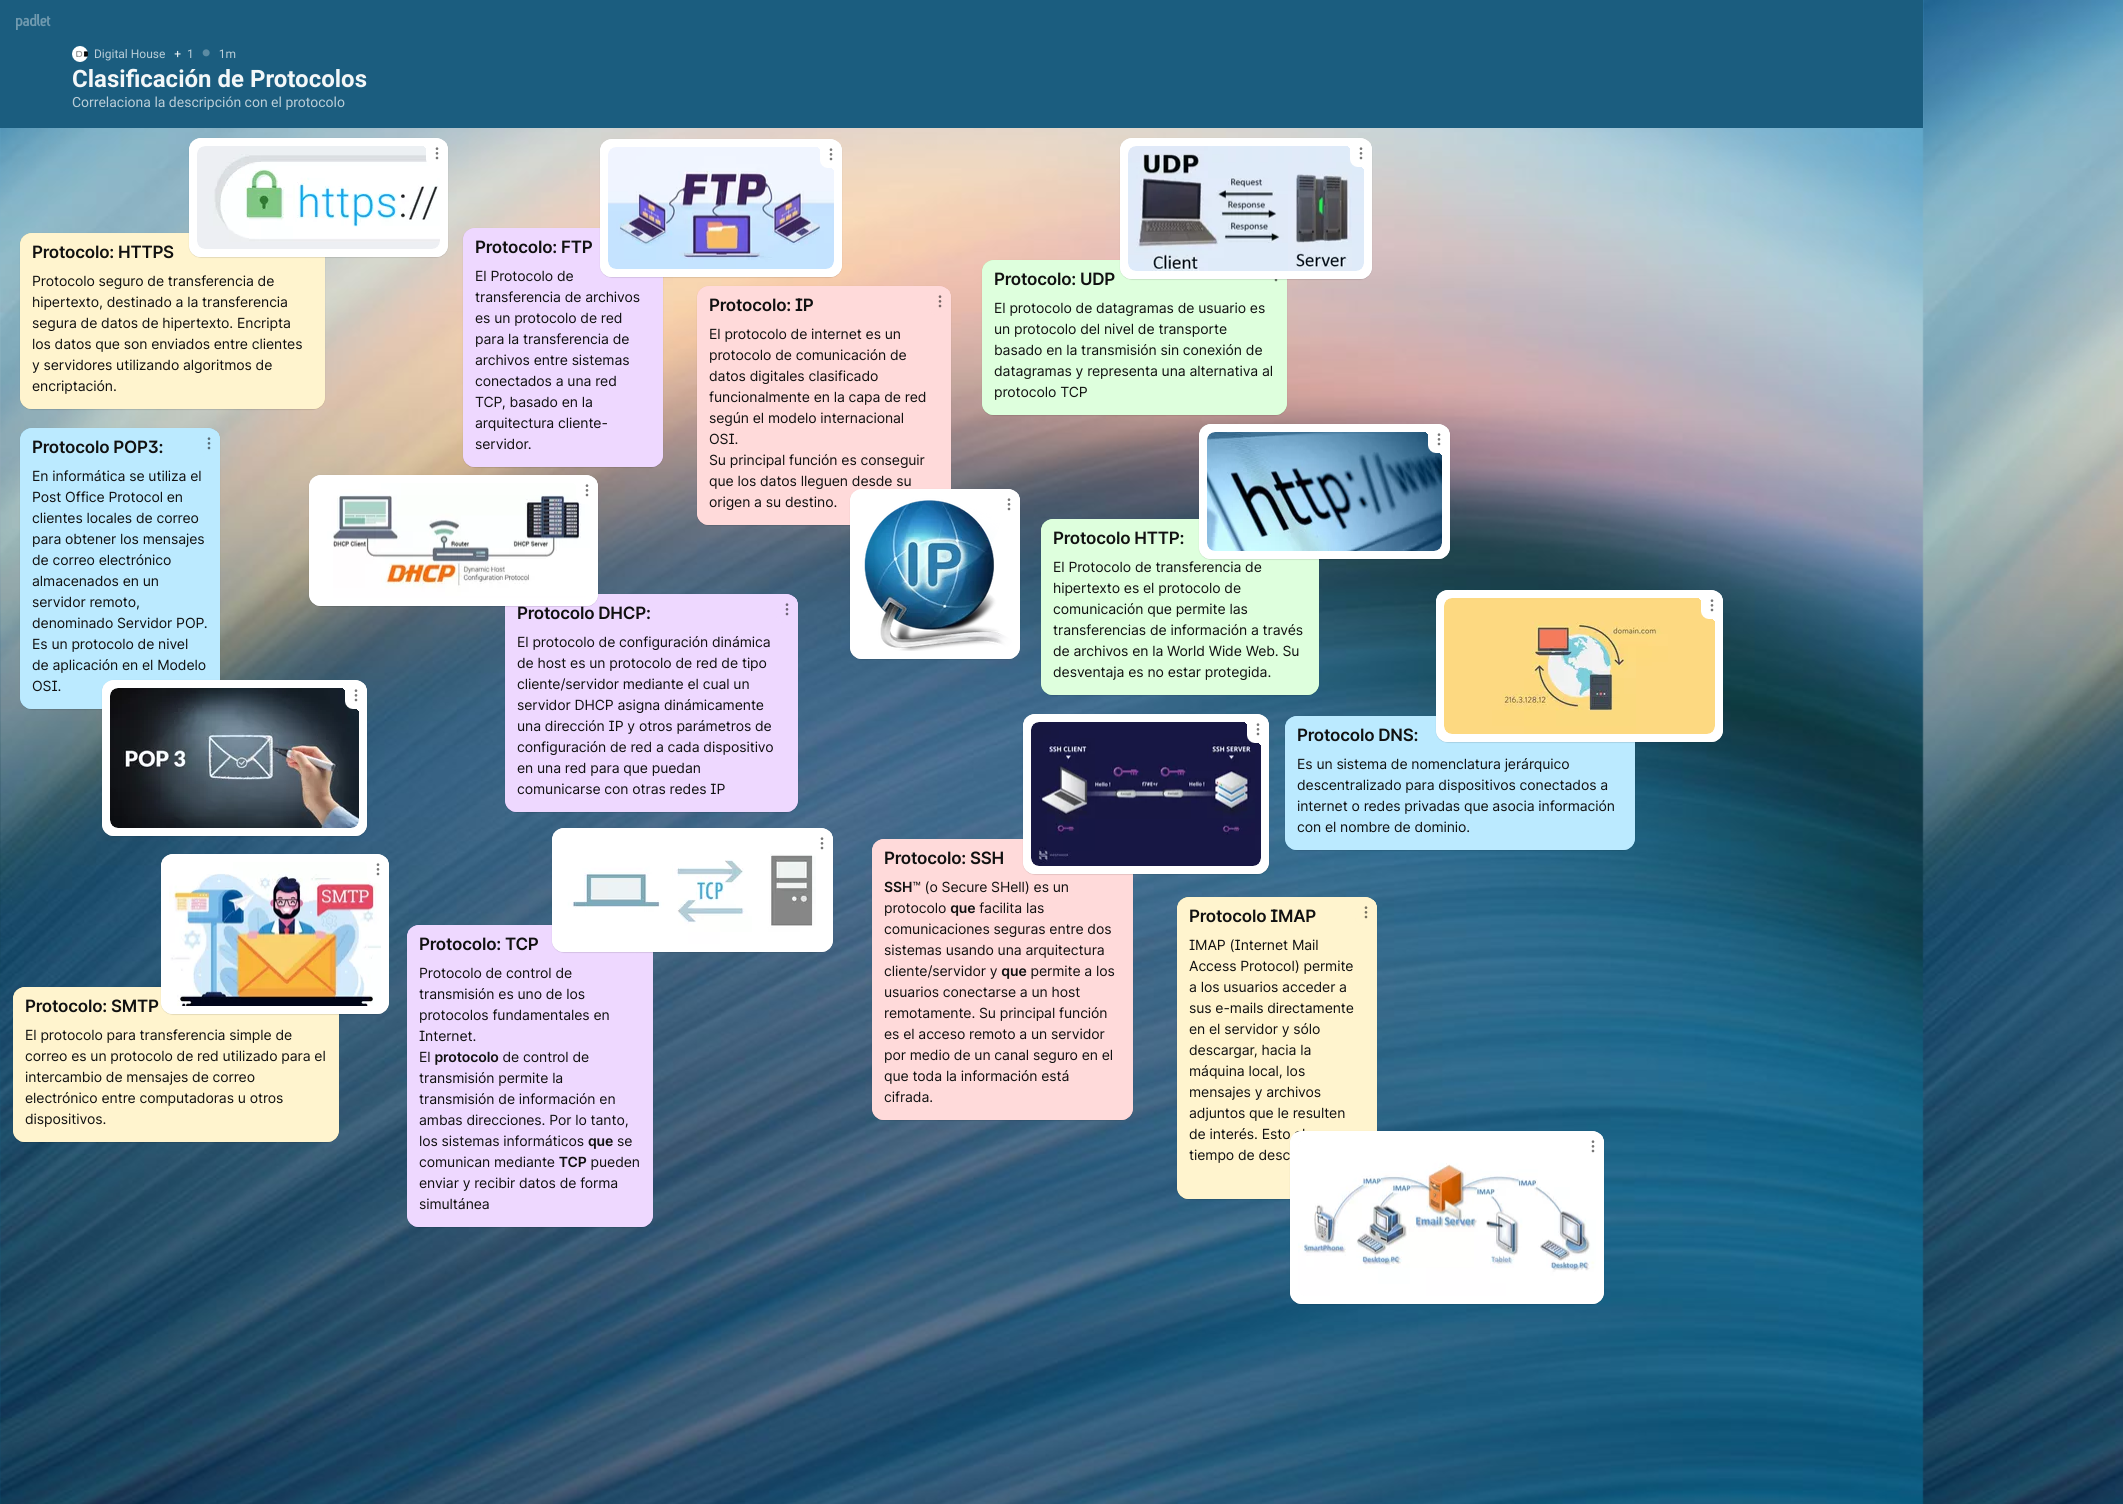 padlet
Digital House + 1 1m
Clasificación de Protocolos
Correlaciona la descripción con el protocolo
https://
Protocolo: HTTPS
Protocolo seguro de transferencia de
hipertexto, destinado a la transferencia
segura de datos de hipertexto. Encripta
los datos que son enviados entre clientes
y servidores utilizando algoritmos de
encriptación.
FTP
Protocolo: FTP
El Protocolo de
transferencia de archivos
es un protocolo de red
para la transferencia de
archivos entre sistemas
conectados a una red
TCP, basado en la
arquitectura cliente-
servidor.
Protocolo: IP
El protocolo de internet es un
protocolo de comunicación de
datos digitales clasificado
funcionalmente en la capa de red
según el modelo internacional
OSI.
Su principal función es conseguir
que los datos lleguen desde su
origen a su destino.
IP
UDP
Request
Response
Response
Client
Server
Protocolo: UDP
El protocolo de datagramas de usuario es
un protocolo del nivel de transporte
basado en la transmisión sin conexión de
datagramas y representa una alternativa al
protocolo TCP
Protocolo POP3:
En informática se utiliza el
Post Office Protocol en
clientes locales de correo
para obtener los mensajes
de correo electrónico
almacenados en un
servidor remoto,
denominado Servidor POP.
Es un protocolo de nivel
de aplicación en el Modelo
OSI.
POP 3
DHCP Client
Router
DHCP Server
DHCP
Dynamic Host
Configuration Protocol
Protocolo DHCP:
El protocolo de configuración dinámica
de host es un protocolo de red de tipo
cliente/servidor mediante el cual un
servidor DHCP asigna dinámicamente
una dirección IP y otros parámetros de
configuración de red a cada dispositivo
en una red para que puedan
comunicarse con otras redes IP
http://www
Protocolo HTTP:
El Protocolo de transferencia de
hipertexto es el protocolo de
comunicación que permite las
transferencias de información a través
de archivos en la World Wide Web. Su
desventaja es no estar protegida.
domain.com
216.3.128.12
Protocolo DNS:
Es un sistema de nomenclatura jerárquico
descentralizado para dispositivos conectados a
internet o redes privadas que asocia información
con el nombre de dominio.
SSH CLIENT
SSH SERVER
Hello !
Hello !
Protocolo: SSH
SSH™ (o Secure SHell) es un
protocolo que facilita las
comunicaciones seguras entre dos
sistemas usando una arquitectura
cliente/servidor y que permite a los
usuarios conectarse a un host
remotamente. Su principal función
es el acceso remoto a un servidor
por medio de un canal seguro en el
que toda la información está
cifrada.
SMTP
Protocolo: SMTP
El protocolo para transferencia simple de
correo es un protocolo de red utilizado para el
intercambio de mensajes de correo
electrónico entre computadoras u otros
dispositivos.
TCP
Protocolo: TCP
Protocolo de control de
transmisión es uno de los
protocolos fundamentales en
Internet.
El protocolo de control de
transmisión permite la
transmisión de información en
ambas direcciones. Por lo tanto,
los sistemas informáticos que se
comunican mediante TCP pueden
enviar y recibir datos de forma
simultánea
Protocolo IMAP
IMAP (Internet Mail
Access Protocol) permite
a los usuarios acceder a
sus e-mails directamente
en el servidor y sólo
descargar, hacia la
máquina local, los
mensajes y archivos
adjuntos que le resulten
de interés. Esto
tiempo de desc
IMAP
IMAP
IMAP
IMAP
Email Server
SmartPhone
Desktop PC
Tablet
Desktop PC